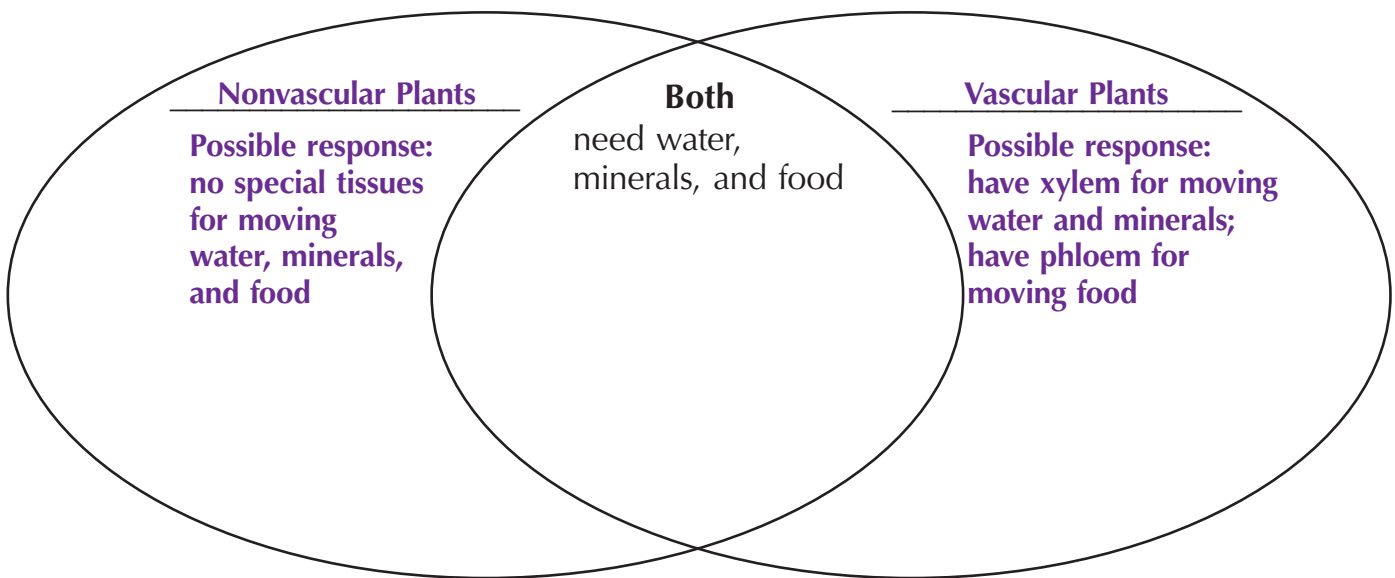 Nonvascular Plants
Possible response:
no special tissues
for moving
water, minerals,
and food
Both
need water,
minerals, and food
Vascular Plants
Possible response:
have xylem for moving
water and minerals;
have phloem for
moving food